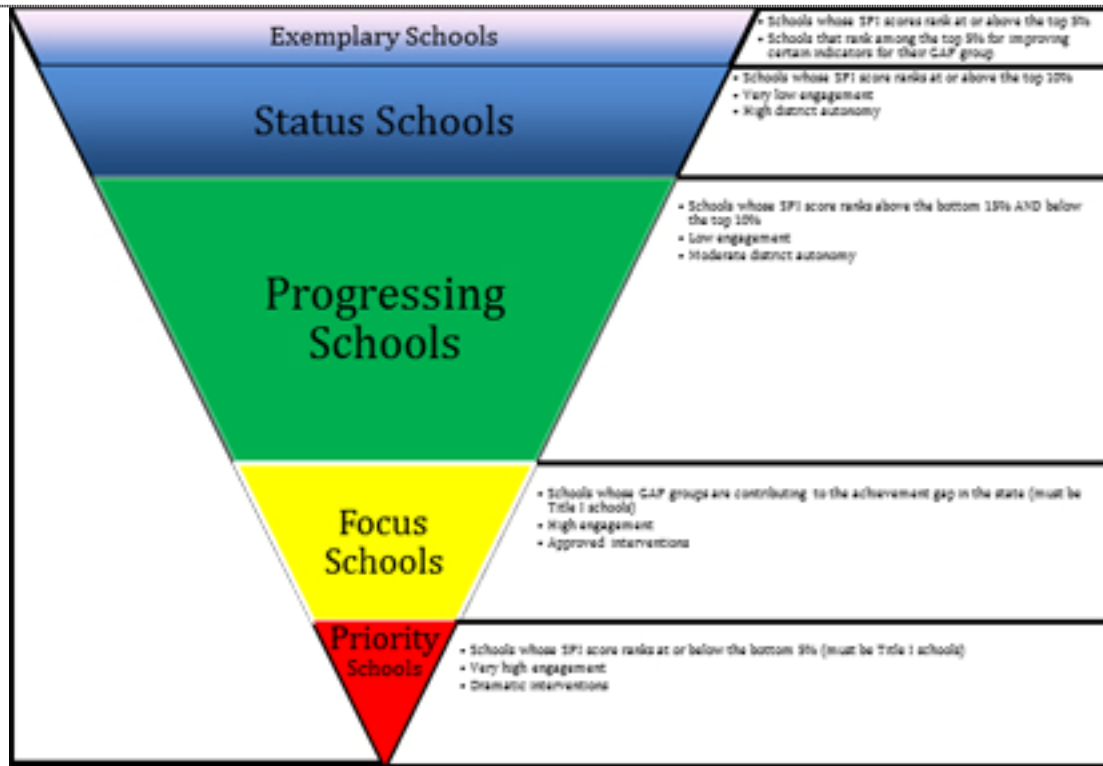 Exemplary Schools
• Schools whose SPI scores rank at or above the top 5%
• Schools that rank among the top 5% for improving
certain indicators for their GAP group
Status Schools
• Schools whose SPI score ranks at or above the top 10%
• Very low engagement
• High district autonomy
Progressing
Schools
• Schools whose SPI score ranks above the bottom 15% AND below
the top 10%
• Low engagement
• Moderate district autonomy
Focus
Schools
• Schools whose GAP groups are contributing to the achievement gap in the state (must be
Title I schools)
• High engagement
• Approved interventions
Priority
Schools
• Schools whose SPI score ranks at or below the bottom 5% (must be Title I schools)
• Very high engagement
• Dramatic interventions